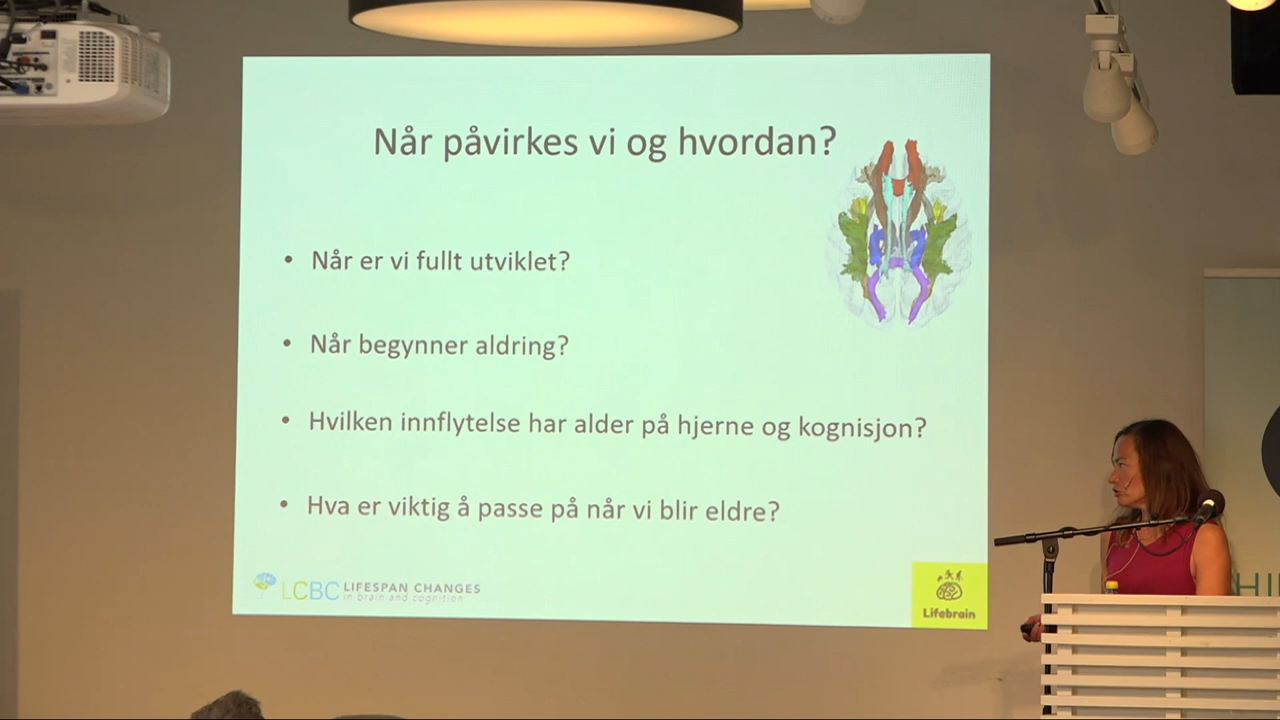 Når påvirkes vi og hvordan?
• Når er vi fullt utviklet?
• Når begynner aldring?
• Hvilken innflytelse har alder på hjerne og kognisjon?
• Hva er viktig å passe på når vi blir eldre?
LCBC LIFESPAN CHANGES
in brain and cognition
Lifebrain